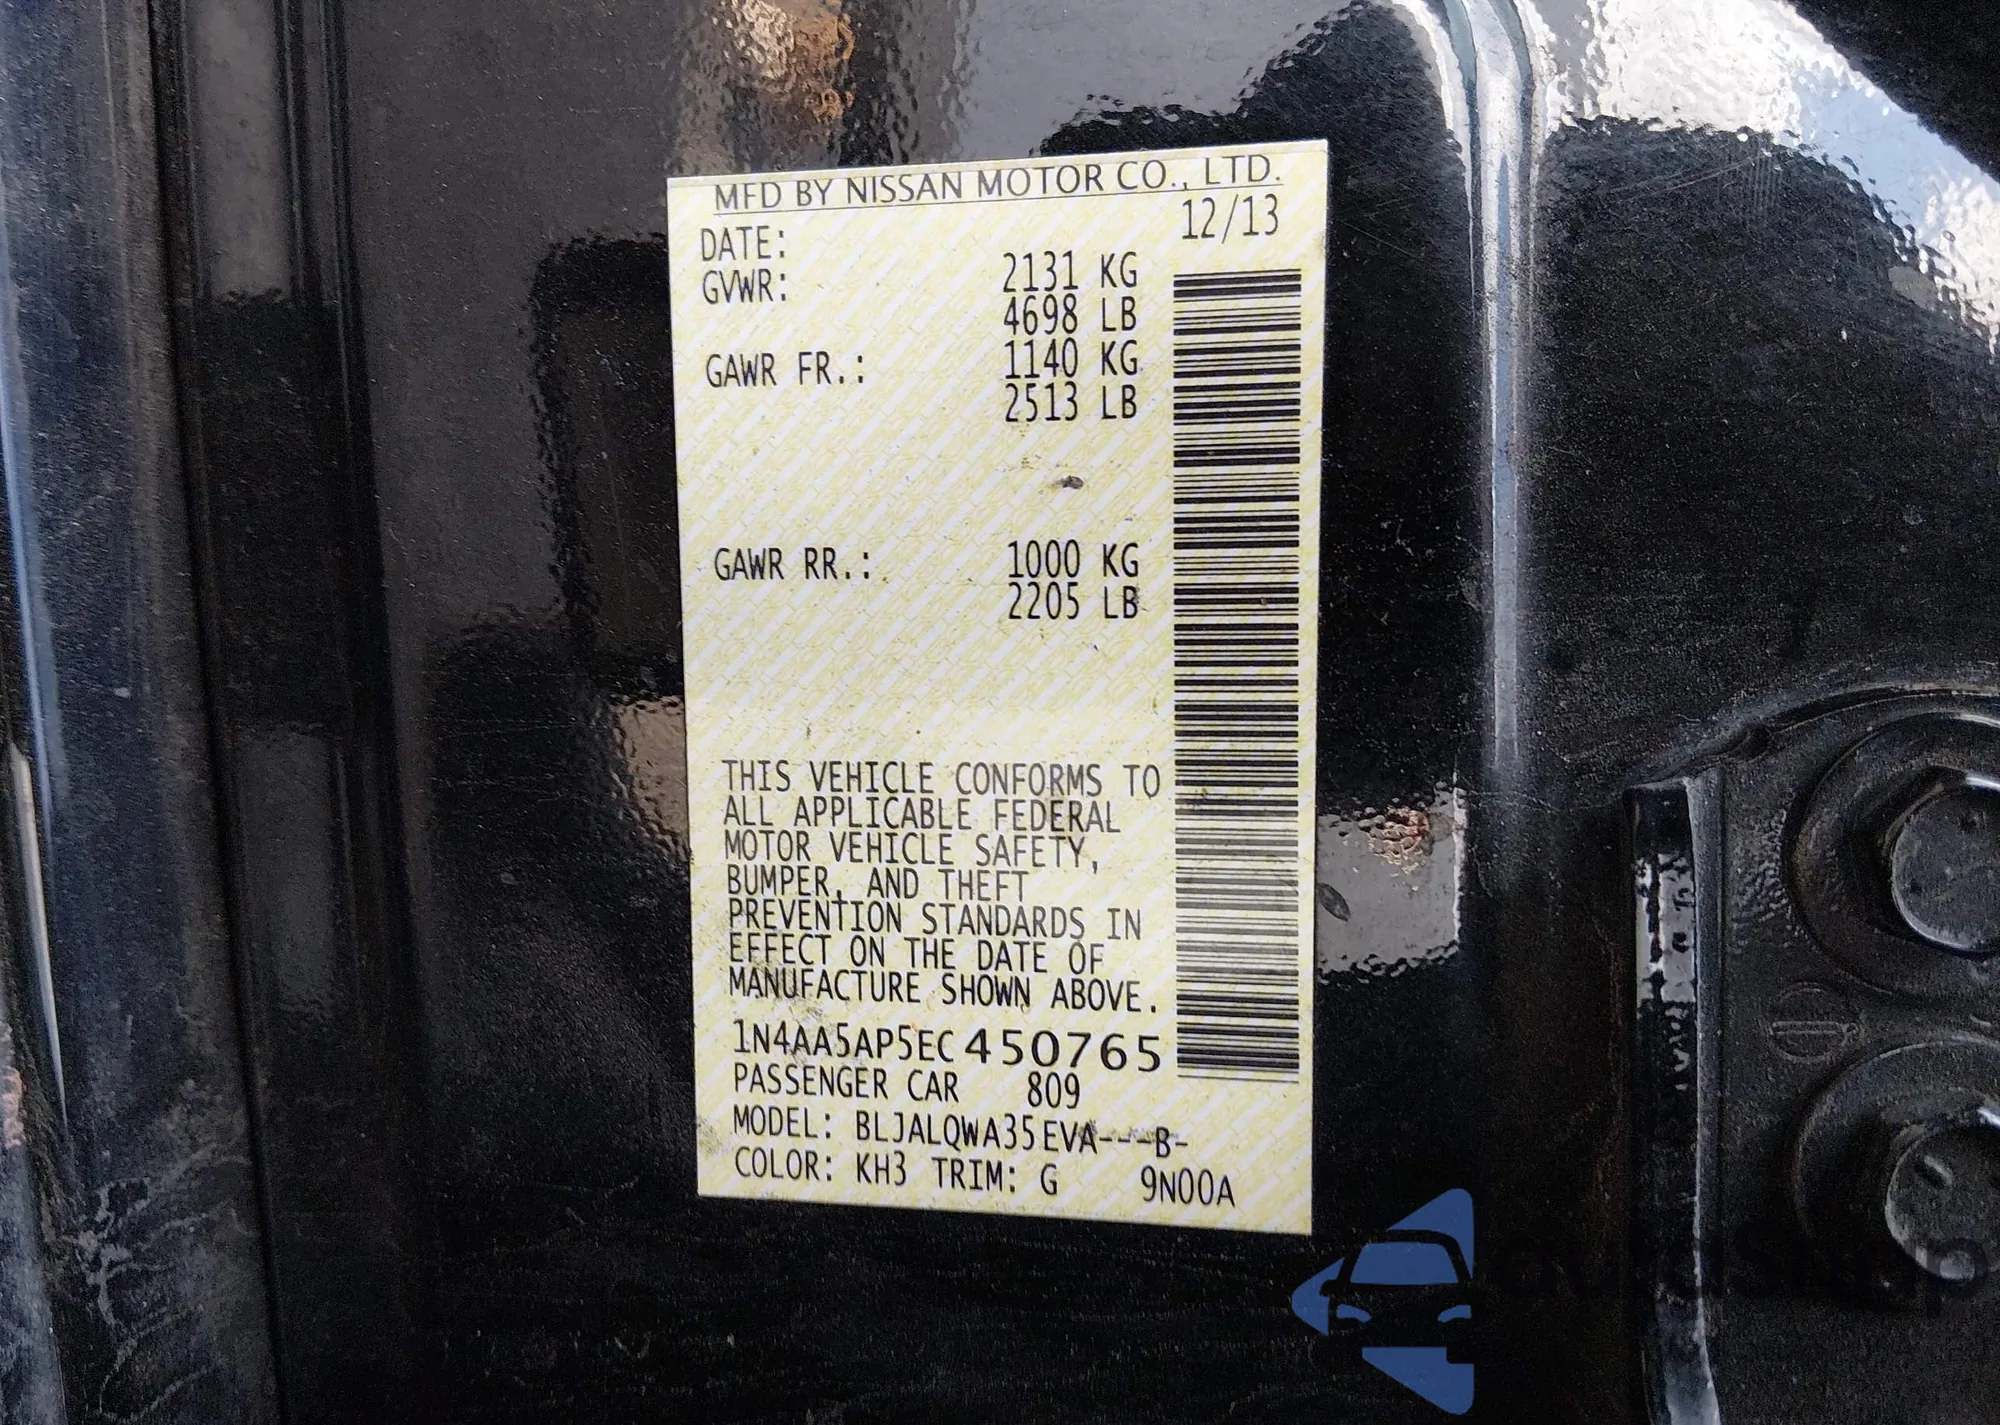 MFD BY NISSAN MOTOR CO., LTD.
DATE: 12/13
GVWR: 2131 KG
4698 LB
GAWR FR.: 1140 KG
2513 LB
GAWR RR.: 1000 KG
2205 LB
THIS VEHICLE CONFORMS TO
ALL APPLICABLE FEDERAL
MOTOR VEHICLE SAFETY,
BUMPER, AND THEFT
PREVENTION STANDARDS IN
EFFECT ON THE DATE OF
MANUFACTURE SHOWN ABOVE.
1N4AA5AP5EC450765
PASSENGER CAR 809
MODEL: BLJALQWA35EVA---B-
COLOR: KH3 TRIM: G 9N00A